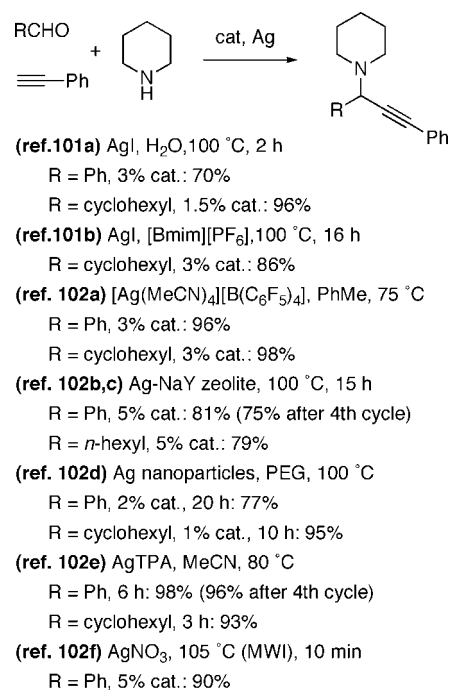 RCHO
+
Ph
N
H
cat, Ag
N
R
Ph
(ref.101a) AgI, H₂O,100 °C, 2 h
R = Ph, 3% cat.: 70%
R = cyclohexyl, 1.5% cat.: 96%
(ref.101b) AgI, [Bmim][PF₆],100 °C, 16 h
R = cyclohexyl, 3% cat.: 86%
(ref. 102a) [Ag(MeCN)₄][B(C₆F₅)₄], PhMe, 75 °C
R = Ph, 3% cat.: 96%
R = cyclohexyl, 3% cat.: 98%
(ref. 102b,c) Ag-NaY zeolite, 100 °C, 15 h
R = Ph, 5% cat.: 81% (75% after 4th cycle)
R = n-hexyl, 5% cat.: 79%
(ref. 102d) Ag nanoparticles, PEG, 100 °C
R = Ph, 2% cat., 20 h: 77%
R = cyclohexyl, 1% cat., 10 h: 95%
(ref. 102e) AgTPA, MeCN, 80 °C
R = Ph, 6 h: 98% (96% after 4th cycle)
R = cyclohexyl, 3 h: 93%
(ref. 102f) AgNO₃, 105 °C (MWI), 10 min
R = Ph, 5% cat.: 90%